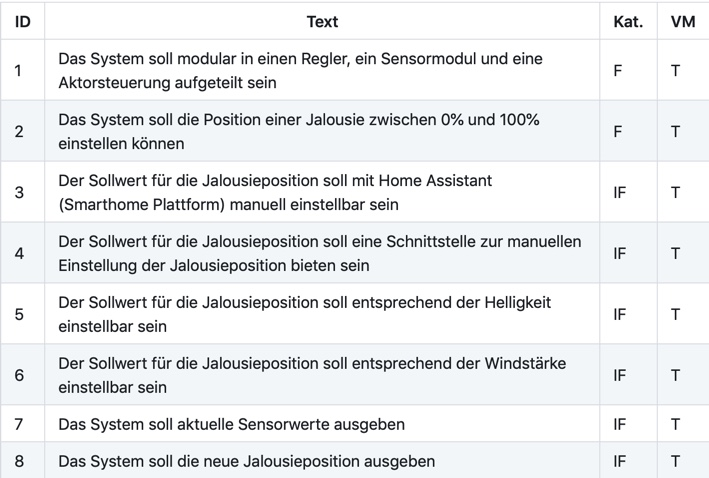 ID Text Kat. VM
1 Das System soll modular in einen Regler, ein Sensormodul und eine
Aktorsteuerung aufgeteilt sein F T
2 Das System soll die Position einer Jalousie zwischen 0% und 100%
einstellen können F T
3 Der Sollwert für die Jalousieposition soll mit Home Assistant
(Smarthome Plattform) manuell einstellbar sein IF T
4 Der Sollwert für die Jalousieposition soll eine Schnittstelle zur manuellen
Einstellung der Jalousieposition bieten sein IF T
5 Der Sollwert für die Jalousieposition soll entsprechend der Helligkeit
einstellbar sein IF T
6 Der Sollwert für die Jalousieposition soll entsprechend der Windstärke
einstellbar sein IF T
7 Das System soll aktuelle Sensorwerte ausgeben IF T
8 Das System soll die neue Jalousieposition ausgeben IF T